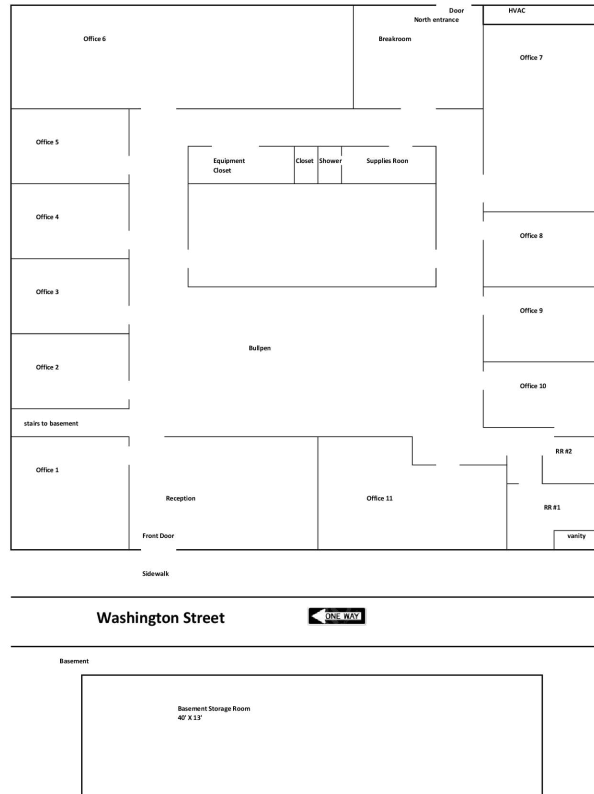 Door
North entrance
HVAC
Office 6
Breakroom
Office 7
Office 5
Equipment
Closet
Closet
Shower
Supplies Roon
Office 4
Office 8
Office 3
Office 9
Bullpen
Office 2
Office 10
stairs to basement
RR #2
Office 1
Reception
Office 11
RR #1
Front Door
vanity
Sidewalk
Washington Street
ONE WAY
Basement
Basement Storage Room
40' X 13'